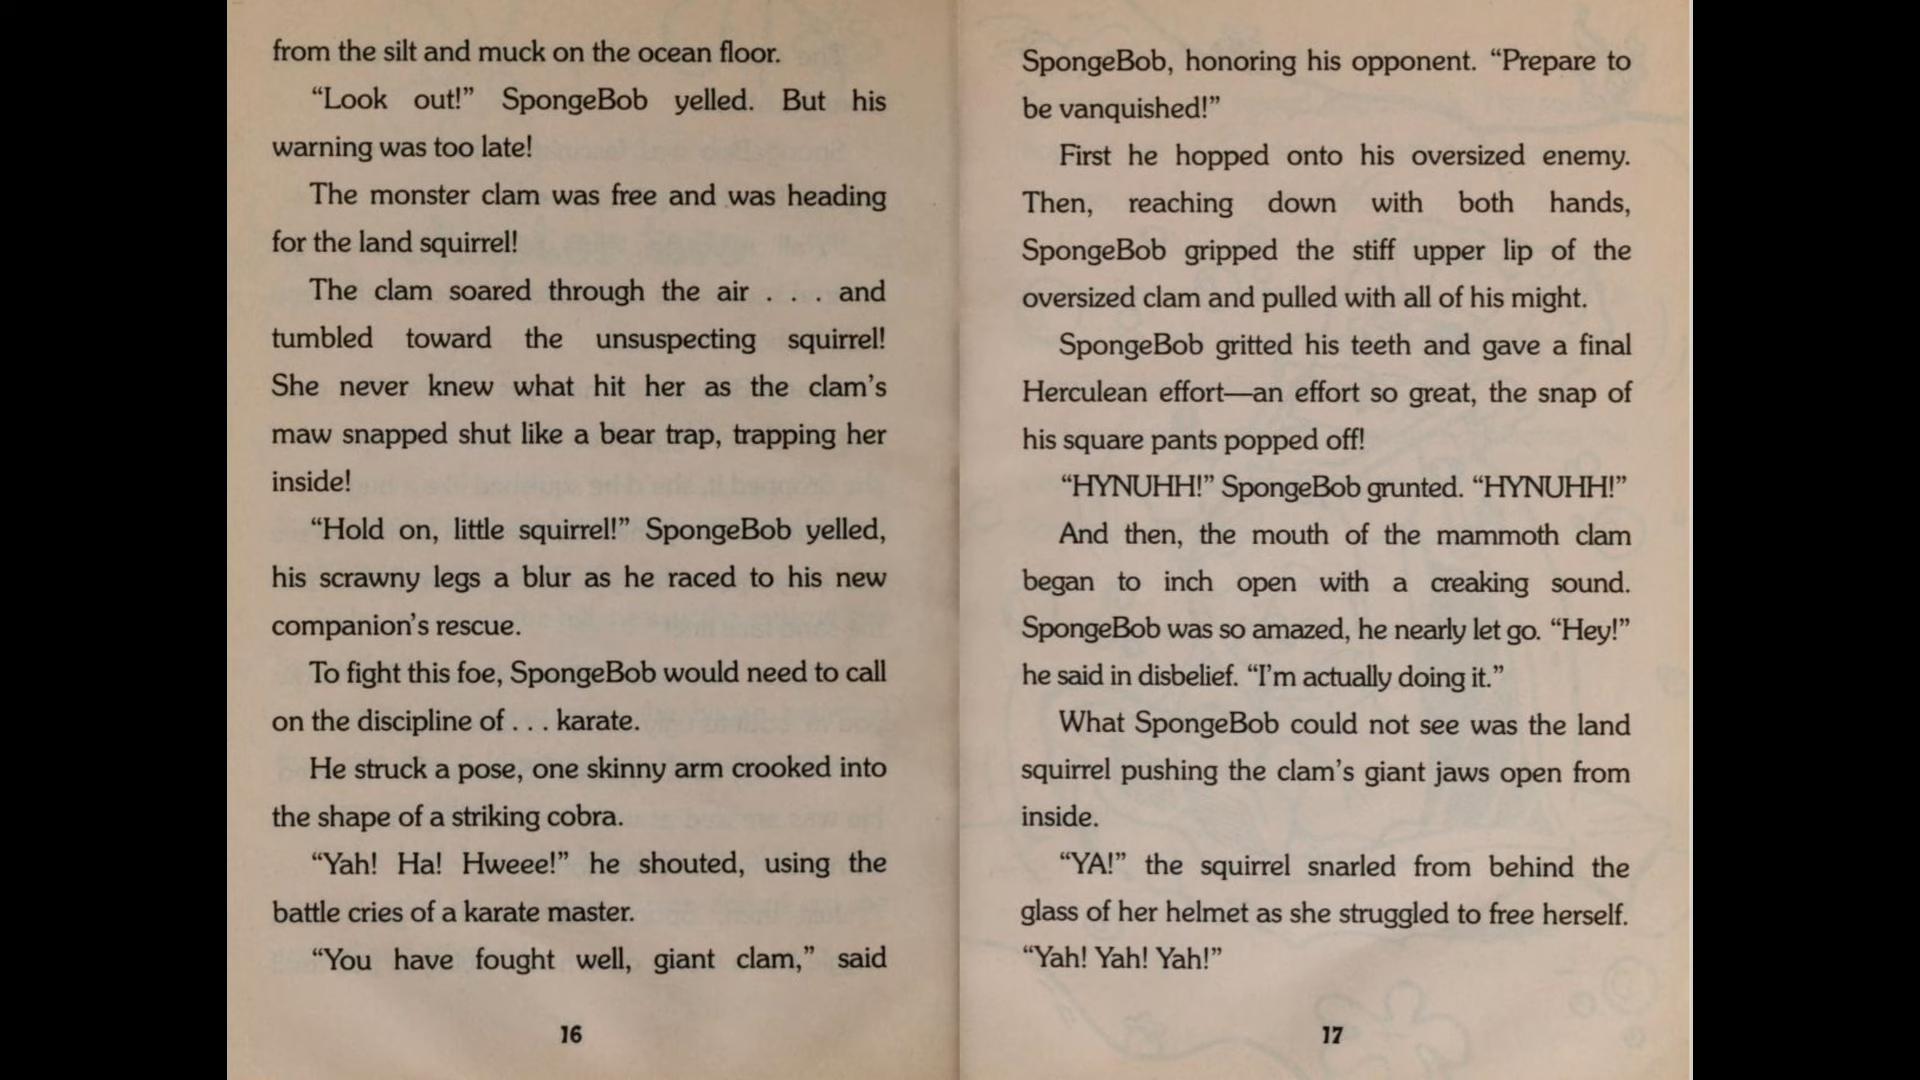 from the silt and muck on the ocean floor.
“Look out!” SpongeBob yelled. But his
warning was too late!
The monster clam was free and was heading
for the land squirrel!
The clam soared through the air . . . and
tumbled toward the unsuspecting squirrel!
She never knew what hit her as the clam’s
maw snapped shut like a bear trap, trapping her
inside!
“Hold on, little squirrel!” SpongeBob yelled,
his scrawny legs a blur as he raced to his new
companion’s rescue.
To fight this foe, SpongeBob would need to call
on the discipline of . . . karate.
He struck a pose, one skinny arm crooked into
the shape of a striking cobra.
“Yah! Ha! Hweee!” he shouted, using the
battle cries of a karate master.
“You have fought well, giant clam,” said
16
SpongeBob, honoring his opponent. “Prepare to
be vanquished!”
First he hopped onto his oversized enemy.
Then, reaching down with both hands,
SpongeBob gripped the stiff upper lip of the
oversized clam and pulled with all of his might.
SpongeBob gritted his teeth and gave a final
Herculean effort—an effort so great, the snap of
his square pants popped off!
“HYNUHH!” SpongeBob grunted. “HYNUHH!”
And then, the mouth of the mammoth clam
began to inch open with a creaking sound.
SpongeBob was so amazed, he nearly let go. “Hey!”
he said in disbelief. “I’m actually doing it.”
What SpongeBob could not see was the land
squirrel pushing the clam’s giant jaws open from
inside.
“YA!” the squirrel snarled from behind the
glass of her helmet as she struggled to free herself.
“Yah! Yah! Yah!”
17